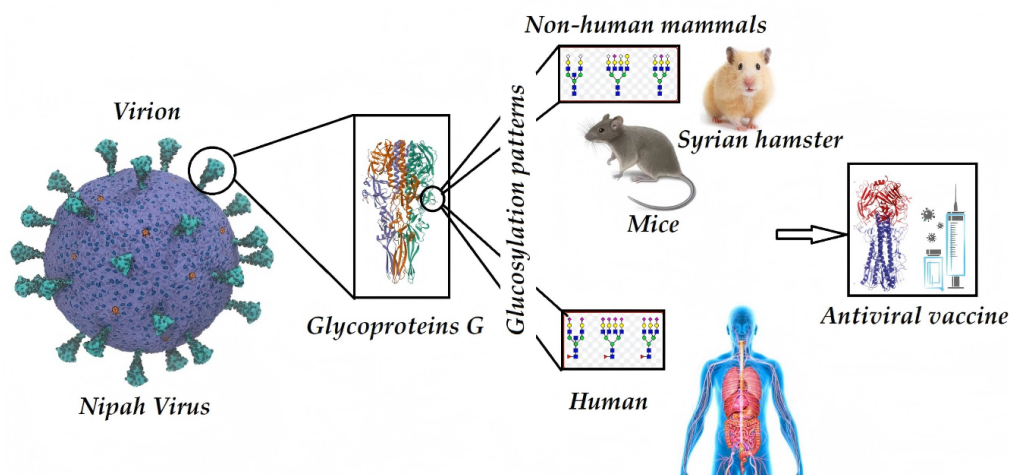 Non-human mammals
Virion
Syrian hamster
Mice
Glucosylation patterns
Glycoproteins G
Antiviral vaccine
Nipah Virus
Human